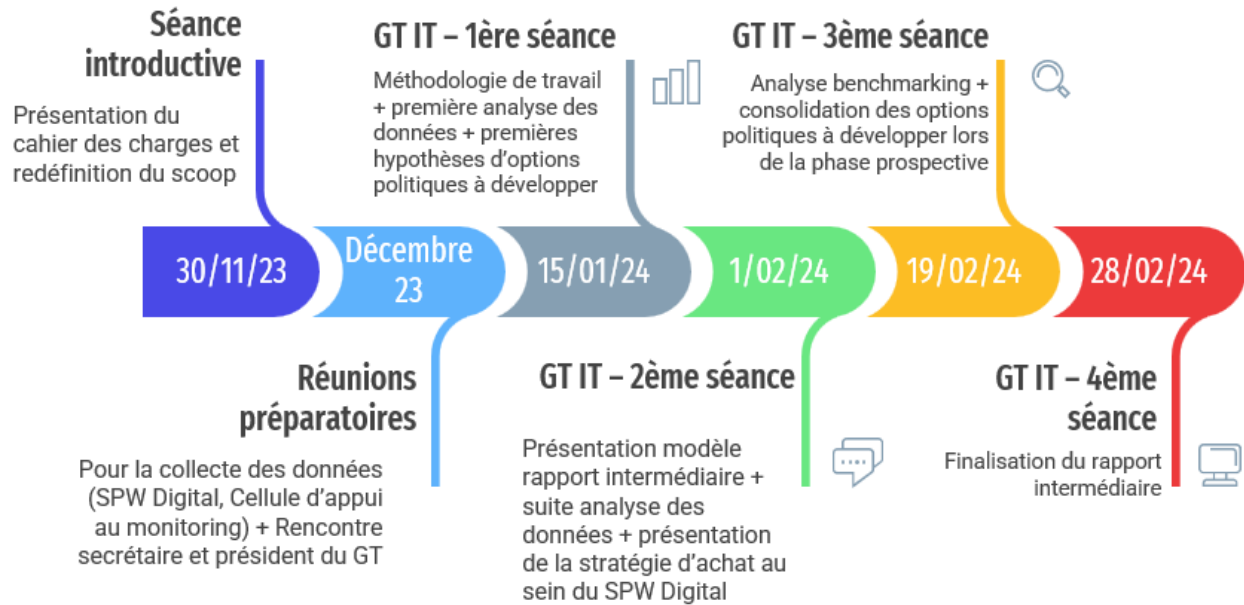 Séance
introductive
Présentation du
cahier des charges et
redéfinition du scoop
GT IT – 1ère séance
Méthodologie de travail
+ première analyse des
données + premières
hypothèses d'options
politiques à développer
GT IT – 3ème séance
Analyse benchmarking +
consolidation des options
politiques à développer lors
de la phase prospective
30/11/23
Décembre
23
15/01/24
1/02/24
19/02/24
28/02/24
Réunions
préparatoires
Pour la collecte des données
(SPW Digital, Cellule d'appui
au monitoring) + Rencontre
secrétaire et président du GT
GT IT – 2ème séance
Présentation modèle
rapport intermédiaire +
suite analyse des
données + présentation
de la stratégie d'achat au
sein du SPW Digital
GT IT – 4ème
séance
Finalisation du rapport
intermédiaire